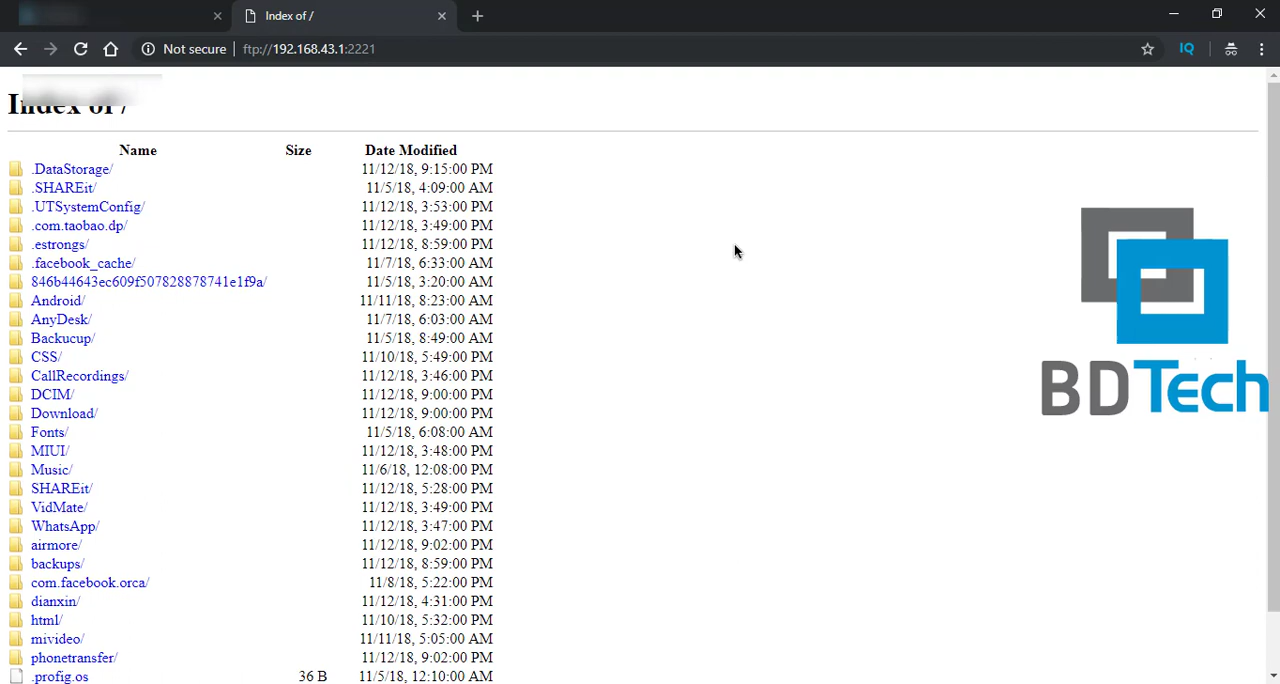 Index of /
Not secure | ftp://192.168.43.1:2221
IQ
Index of /
Name Size Date Modified
.DataStorage/ 11/12/18, 9:15:00 PM
.SHAREit/ 11/5/18, 4:09:00 AM
.UTSystemConfig/ 11/12/18, 3:53:00 PM
.com.taobao.dp/ 11/12/18, 3:49:00 PM
.estrongs/ 11/12/18, 8:59:00 PM
.facebook_cache/ 11/7/18, 6:33:00 AM
846b44643ec609f507828878741e1f9a/ 11/5/18, 3:20:00 AM
Android/ 11/11/18, 8:23:00 AM
AnyDesk/ 11/7/18, 6:03:00 AM
Backucup/ 11/5/18, 8:49:00 AM
CSS/ 11/10/18, 5:49:00 PM
CallRecordings/ 11/12/18, 3:46:00 PM
DCIM/ 11/12/18, 9:00:00 PM
Download/ 11/12/18, 9:00:00 PM
Fonts/ 11/5/18, 6:08:00 AM
MIUI/ 11/12/18, 3:48:00 PM
Music/ 11/6/18, 12:08:00 PM
SHAREit/ 11/12/18, 5:28:00 PM
VidMate/ 11/12/18, 3:49:00 PM
WhatsApp/ 11/12/18, 3:47:00 PM
airmore/ 11/12/18, 9:02:00 PM
backups/ 11/12/18, 8:59:00 PM
com.facebook.orca/ 11/8/18, 5:22:00 PM
dianxin/ 11/12/18, 4:31:00 PM
html/ 11/10/18, 5:32:00 PM
mivideo/ 11/11/18, 5:05:00 AM
phonetransfer/ 11/12/18, 9:02:00 PM
.profig.os 36 B 11/5/18, 12:10:00 AM
BDTech